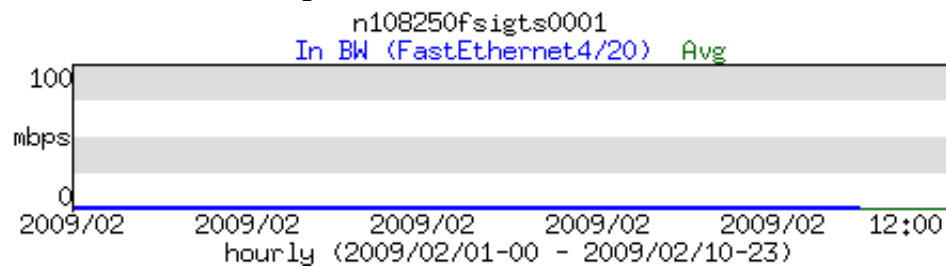 n108250fsigts0001
In BW (FastEthernet4/20) Avg
100
mbps
0
2009/02 2009/02 2009/02 2009/02 2009/02 12:00
hourly (2009/02/01-00 - 2009/02/10-23)